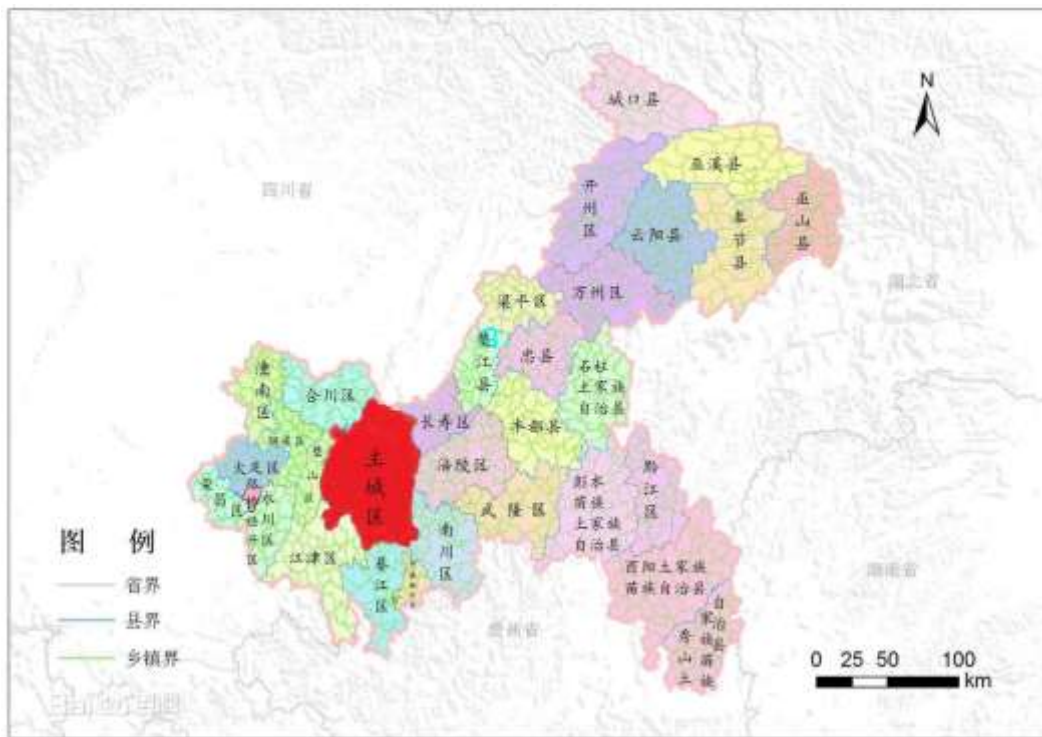 N
城口县
巫溪县
开州区
巫山县
奉节县
云阳县
四川省
湖北省
万州区
梁平区
忠县
垫江县
石柱
土家族
自治县
潼南区
合川区
长寿区
丰都县
铜梁区
璧山区
主城区
涪陵区
大足区
荣昌区
永川区
彭水
苗族
土家族
自治县
黔江区
武隆区
南川区
江津区
綦江区
酉阳土家族
苗族自治县
秀山土家族苗族自治县
湖南省
贵州省
图 例
省界
县界
乡镇界
0 25 50 100
km